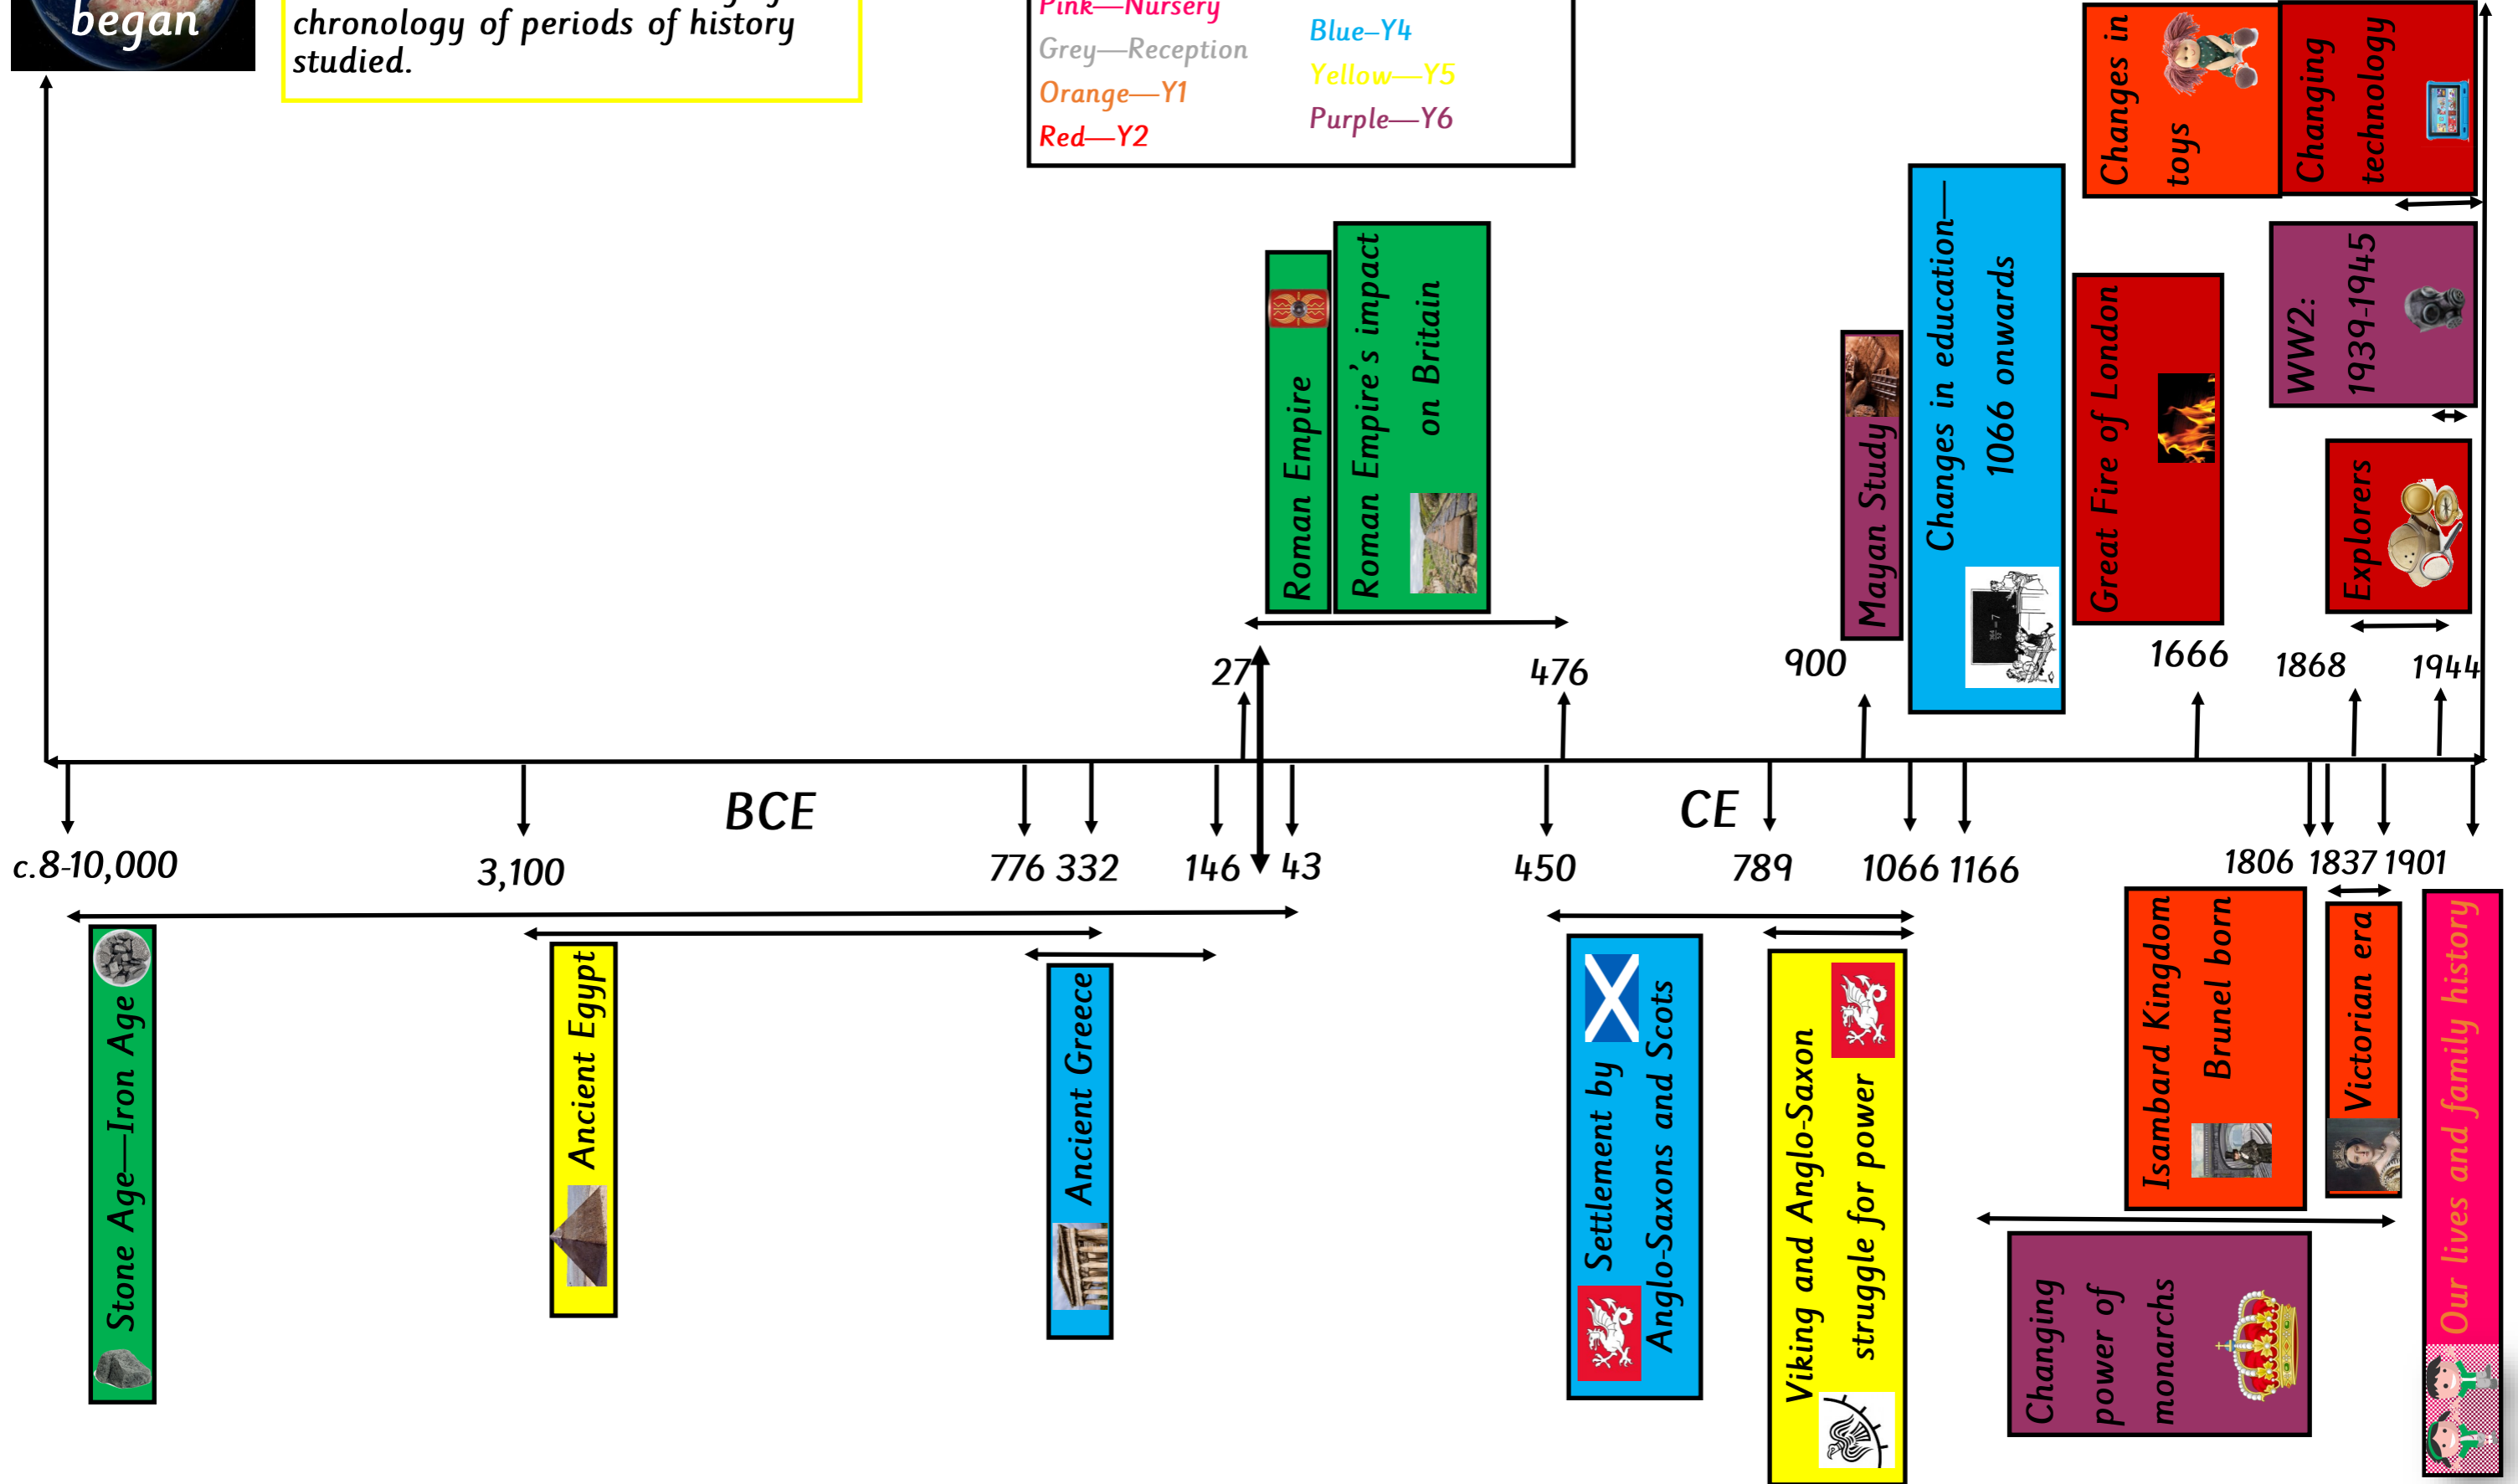 began
chronology of periods of history
studied.
Pink—Nursery
Grey—Reception
Orange—Y1
Red—Y2
Blue–Y4
Yellow—Y5
Purple—Y6
Changes in
toys
Changing
technology
Roman Empire
Roman Empire's impact
on Britain
Mayan Study
Changes in education—
1066 onwards
Great Fire of London
WW2:
1939-1945
Explorers
27
476
900
1666
1868
1944
BCE
CE
c.8-10,000
3,100
776
332
146
43
450
789
1066
1166
1806
1837
1901
Stone Age—Iron Age
Ancient Egypt
Ancient Greece
Settlement by
Anglo-Saxons and Scots
Viking and Anglo-Saxon
struggle for power
Isambard Kingdom
Brunel born
Victorian era
Changing
power of
monarchs
Our lives and family history